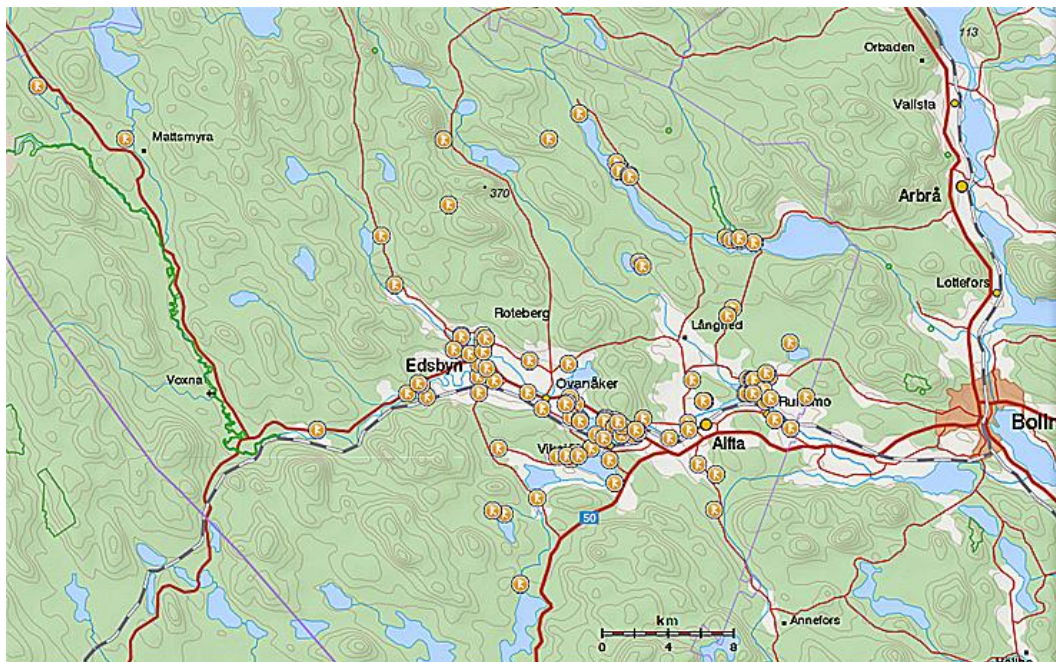 113
Orbaden
Vallsta
Mattsmyra
370
Arbrå
Lottefors
Roteberg
Långhed
Edsbyn
Voxna
Ovanåker
Bolln
Alfta
50
km
0 4 8
Annefors